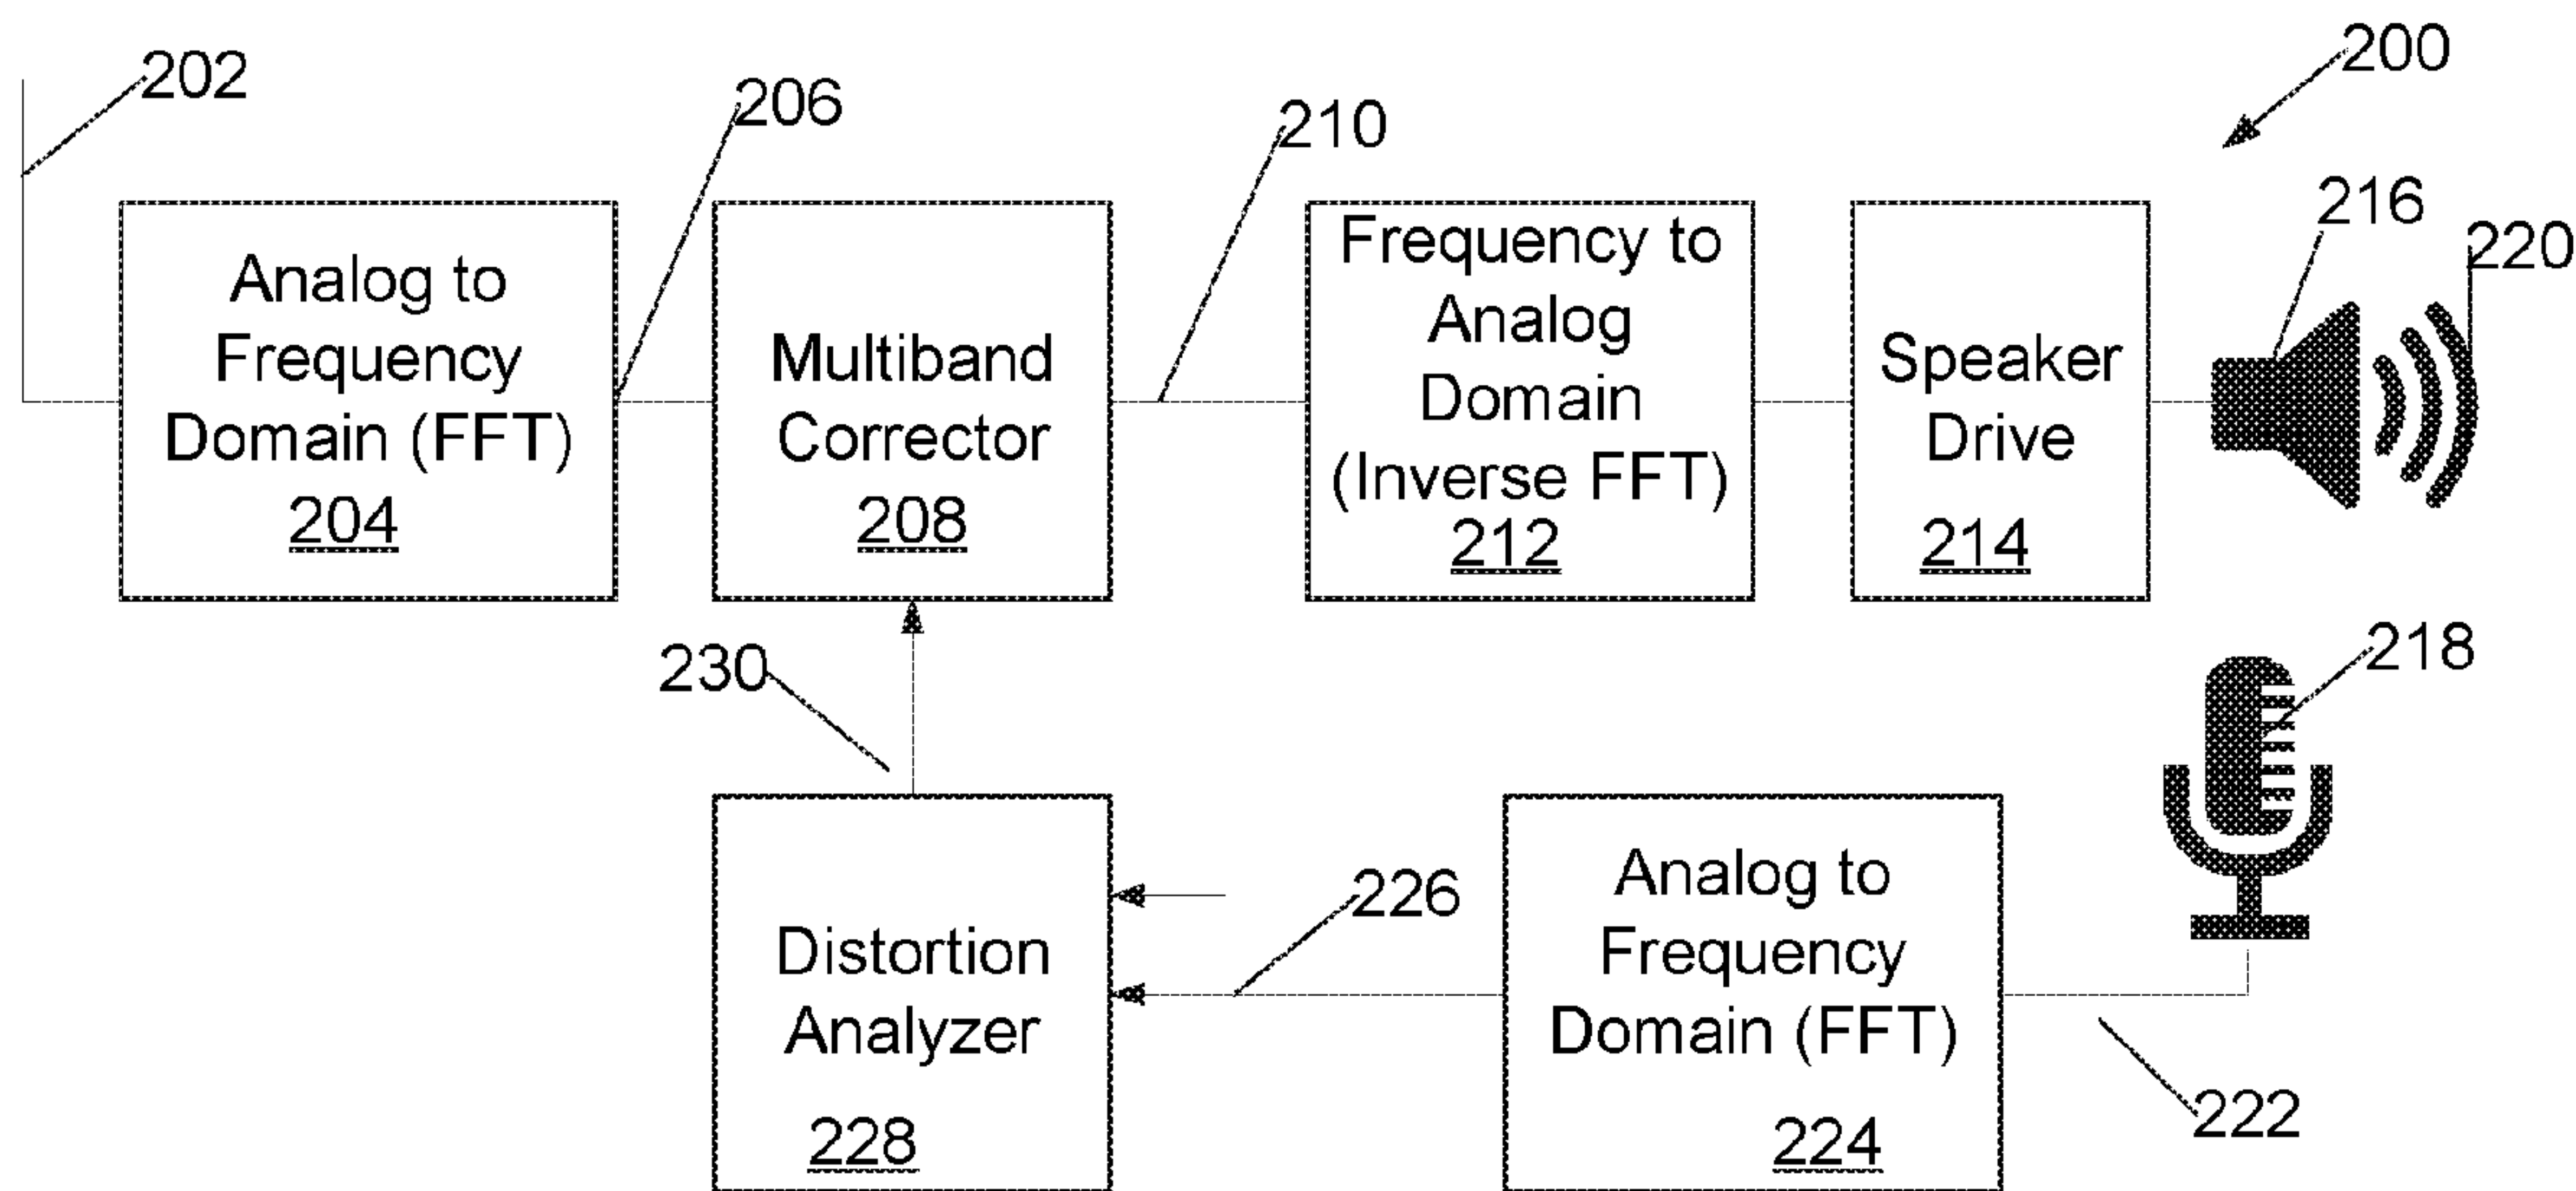 202
206
210
200
216
220
Analog to
Frequency
Domain (FFT)
204
Multiband
Corrector
208
Frequency to
Analog
Domain
(Inverse FFT)
212
Speaker
Drive
214
230
218
Distortion
Analyzer
228
226
Analog to
Frequency
Domain (FFT)
224
222